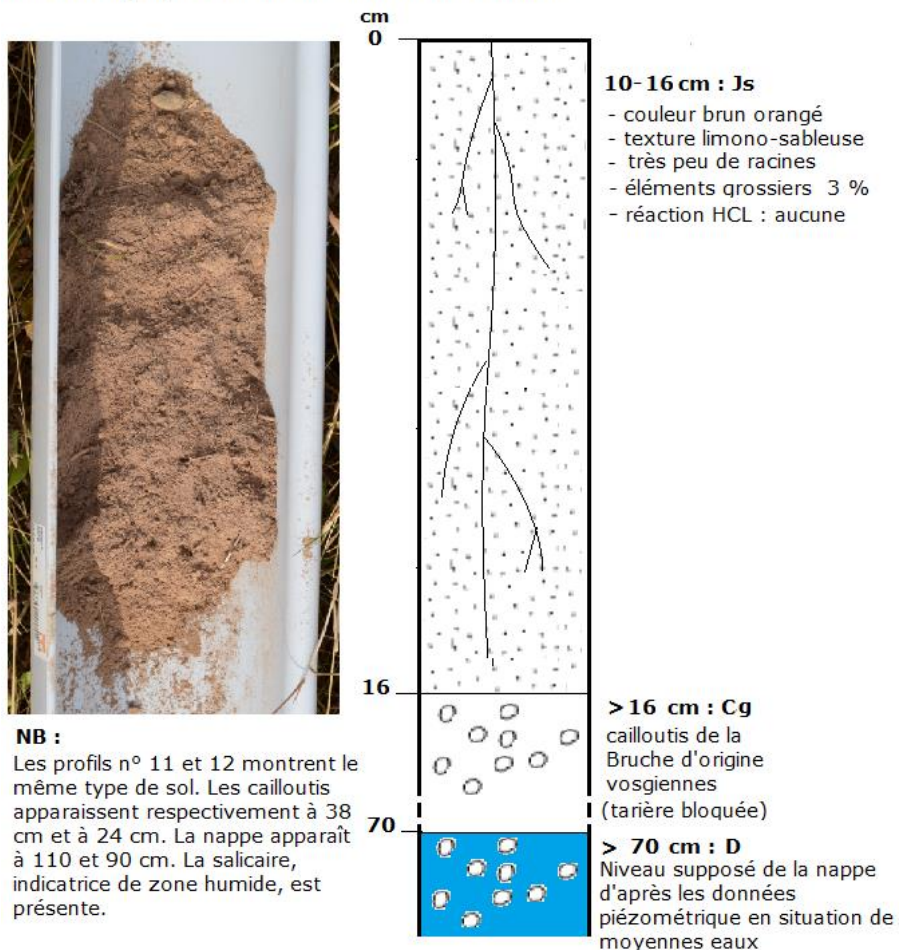 cm
0
10-16 cm : Js
- couleur brun orangé
- texture limono-sableuse
- très peu de racines
- éléments grossiers 3 %
- réaction HCL : aucune
16
>16 cm : Cg
cailloutis de la
Bruche d'origine
vosgiennes
(tarière bloquée)
70
> 70 cm : D
Niveau supposé de la nappe
d'après les données
piézométrique en situation de
moyennes eaux
NB :
Les profils n° 11 et 12 montrent le
même type de sol. Les cailloutis
apparaissent respectivement à 38
cm et à 24 cm. La nappe apparaît
à 110 et 90 cm. La salicaire,
indicatrice de zone humide, est
présente.